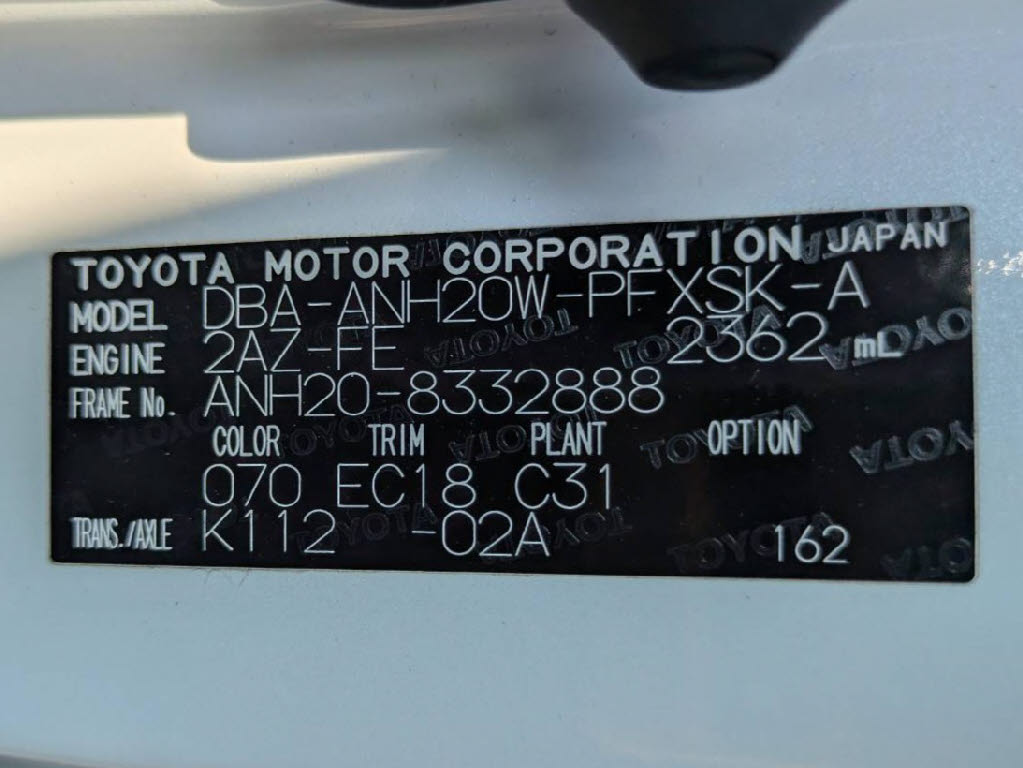 TOYOTA MOTOR CORPORATION JAPAN
MODEL DBA-ANH20W-PFXSK-A
ENGINE 2AZ-FE 2362 mL
FRAME No. ANH20-8332888
COLOR TRIM PLANT OPTION
070 EC18 C31
TRANS./AXLE K112 -02A 162